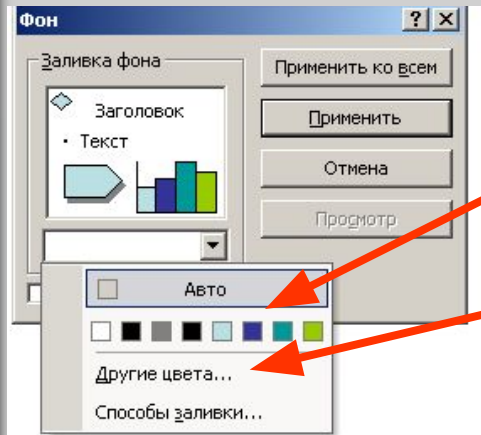 Фон
Заливка фона
Заголовок
• Текст
Применить ко всем
Применить
Отмена
Просмотр
Авто
Другие цвета...
Способы заливки...